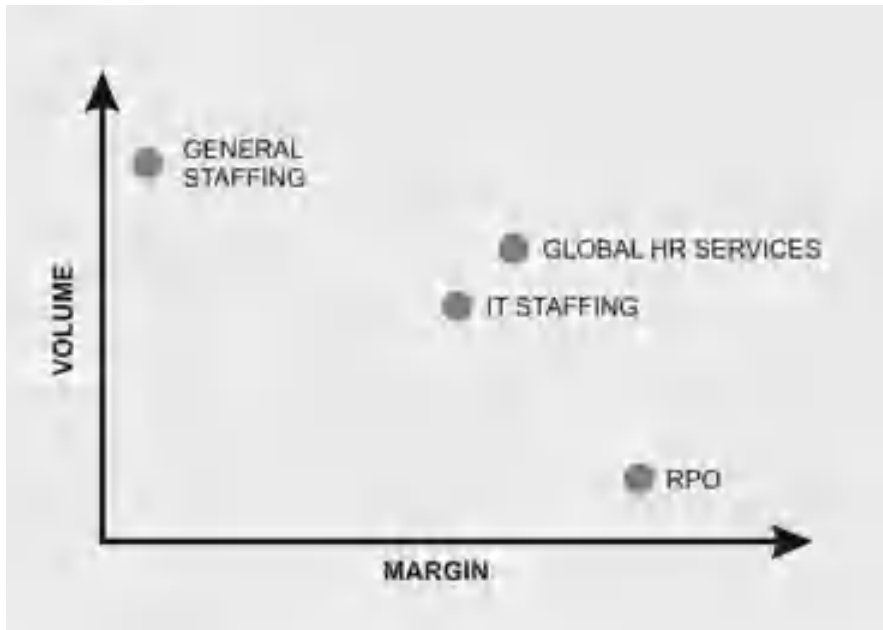 GENERAL
STAFFING
GLOBAL HR SERVICES
IT STAFFING
RPO
VOLUME
MARGIN